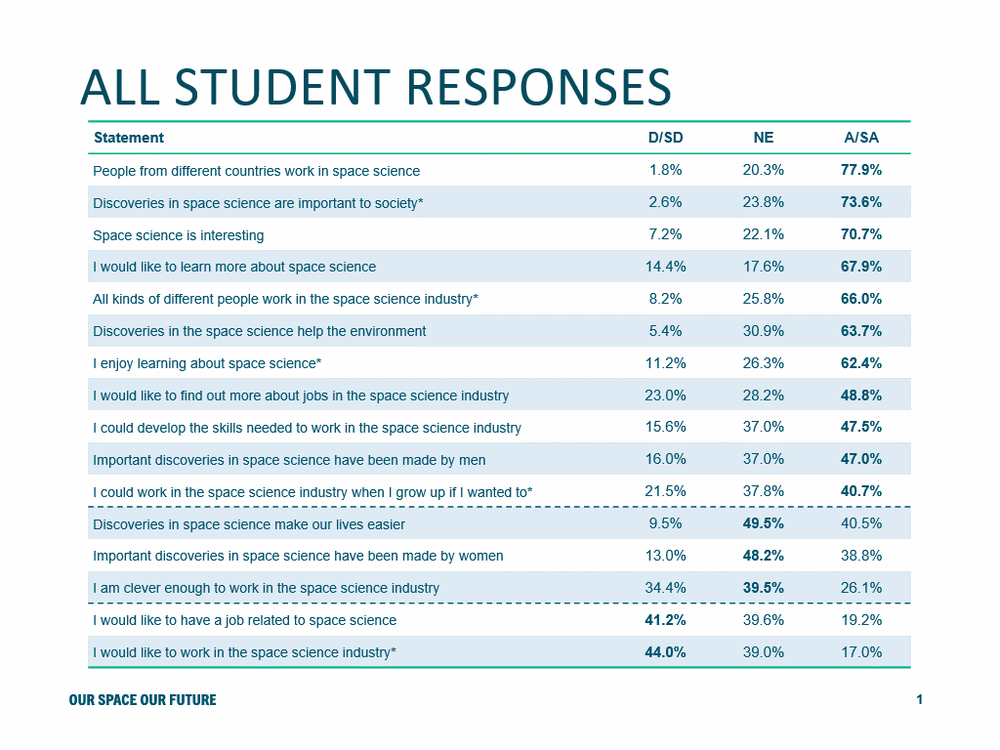 ALL STUDENT RESPONSES
Statement D/SD NE A/SA
People from different countries work in space science 1.8% 20.3% 77.9%
Discoveries in space science are important to society* 2.6% 23.8% 73.6%
Space science is interesting 7.2% 22.1% 70.7%
I would like to learn more about space science 14.4% 17.6% 67.9%
All kinds of different people work in the space science industry* 8.2% 25.8% 66.0%
Discoveries in the space science help the environment 5.4% 30.9% 63.7%
I enjoy learning about space science* 11.2% 26.3% 62.4%
I would like to find out more about jobs in the space science industry 23.0% 28.2% 48.8%
I could develop the skills needed to work in the space science industry 15.6% 37.0% 47.5%
Important discoveries in space science have been made by men 16.0% 37.0% 47.0%
I could work in the space science industry when I grow up if I wanted to* 21.5% 37.8% 40.7%
Discoveries in space science make our lives easier 9.5% 49.5% 40.5%
Important discoveries in space science have been made by women 13.0% 48.2% 38.8%
I am clever enough to work in the space science industry 34.4% 39.5% 26.1%
I would like to have a job related to space science 41.2% 39.6% 19.2%
I would like to work in the space science industry* 44.0% 39.0% 17.0%
OUR SPACE OUR FUTURE 1